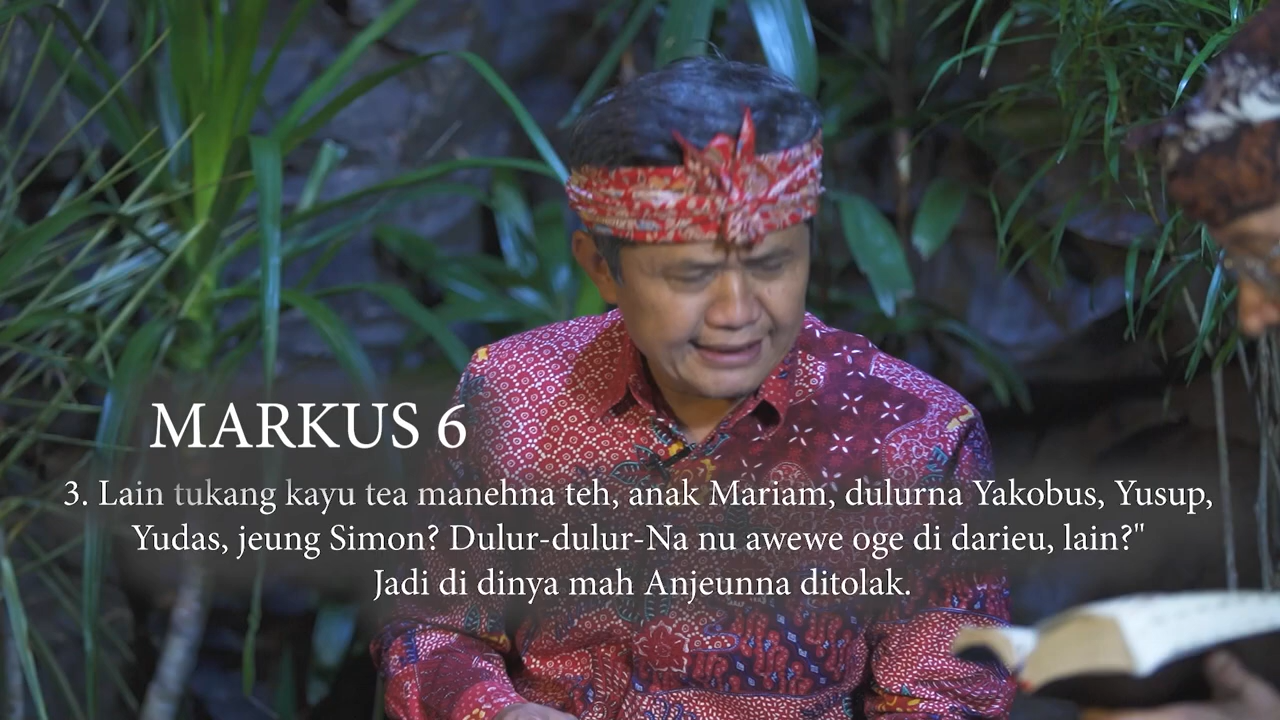 MARKUS 6
3. Lain tukang kayu tea manehna teh, anak Mariam, dulurna Yakobus, Yusup,
Yudas, jeung Simon? Dulur-dulur-Na nu awewe oge di darieu, lain?"
Jadi di dinya mah Anjeunna ditolak.